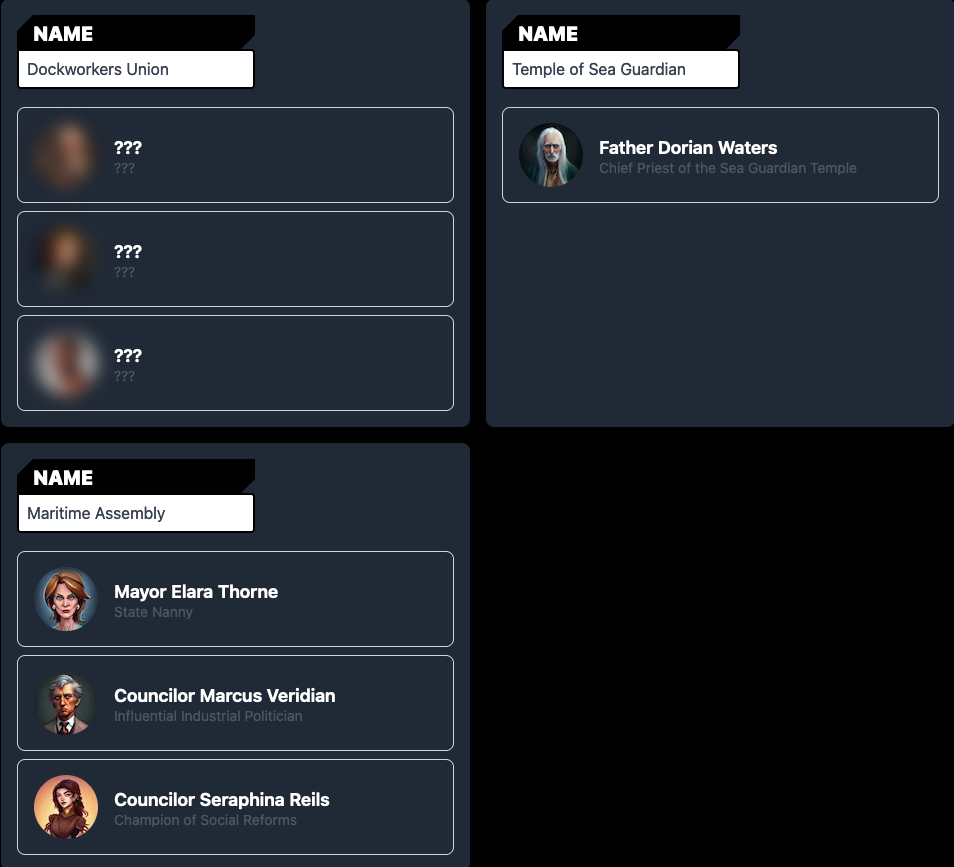 NAME
Dockworkers Union
???
???
???
???
???
???
NAME
Temple of Sea Guardian
Father Dorian Waters
Chief Priest of the Sea Guardian Temple
NAME
Maritime Assembly
Mayor Elara Thorne
State Nanny
Councilor Marcus Veridian
Influential Industrial Politician
Councilor Seraphina Reils
Champion of Social Reforms